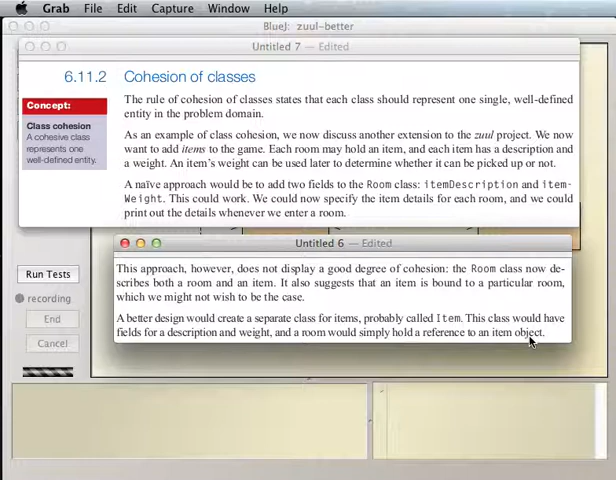 Grab File Edit Capture Window Help
BlueJ: zuul-better
Untitled 7 — Edited
6.11.2 Cohesion of classes
Concept:
Class cohesion
A cohesive class
represents one
well-defined entity.
The rule of cohesion of classes states that each class should represent one single, well-defined
entity in the problem domain.
As an example of class cohesion, we now discuss another extension to the zuul project. We now
want to add items to the game. Each room may hold an item, and each item has a description and
a weight. An item's weight can be used later to determine whether it can be picked up or not.
A naïve approach would be to add two fields to the Room class: itemDescription and item-
Weight. This could work. We could now specify the item details for each room, and we could
print out the details whenever we enter a room.
Untitled 6 — Edited
This approach, however, does not display a good degree of cohesion: the Room class now de-
scribes both a room and an item. It also suggests that an item is bound to a particular room,
which we might not wish to be the case.
A better design would create a separate class for items, probably called Item. This class would have
fields for a description and weight, and a room would simply hold a reference to an item object.
Run Tests
recording
End
Cancel